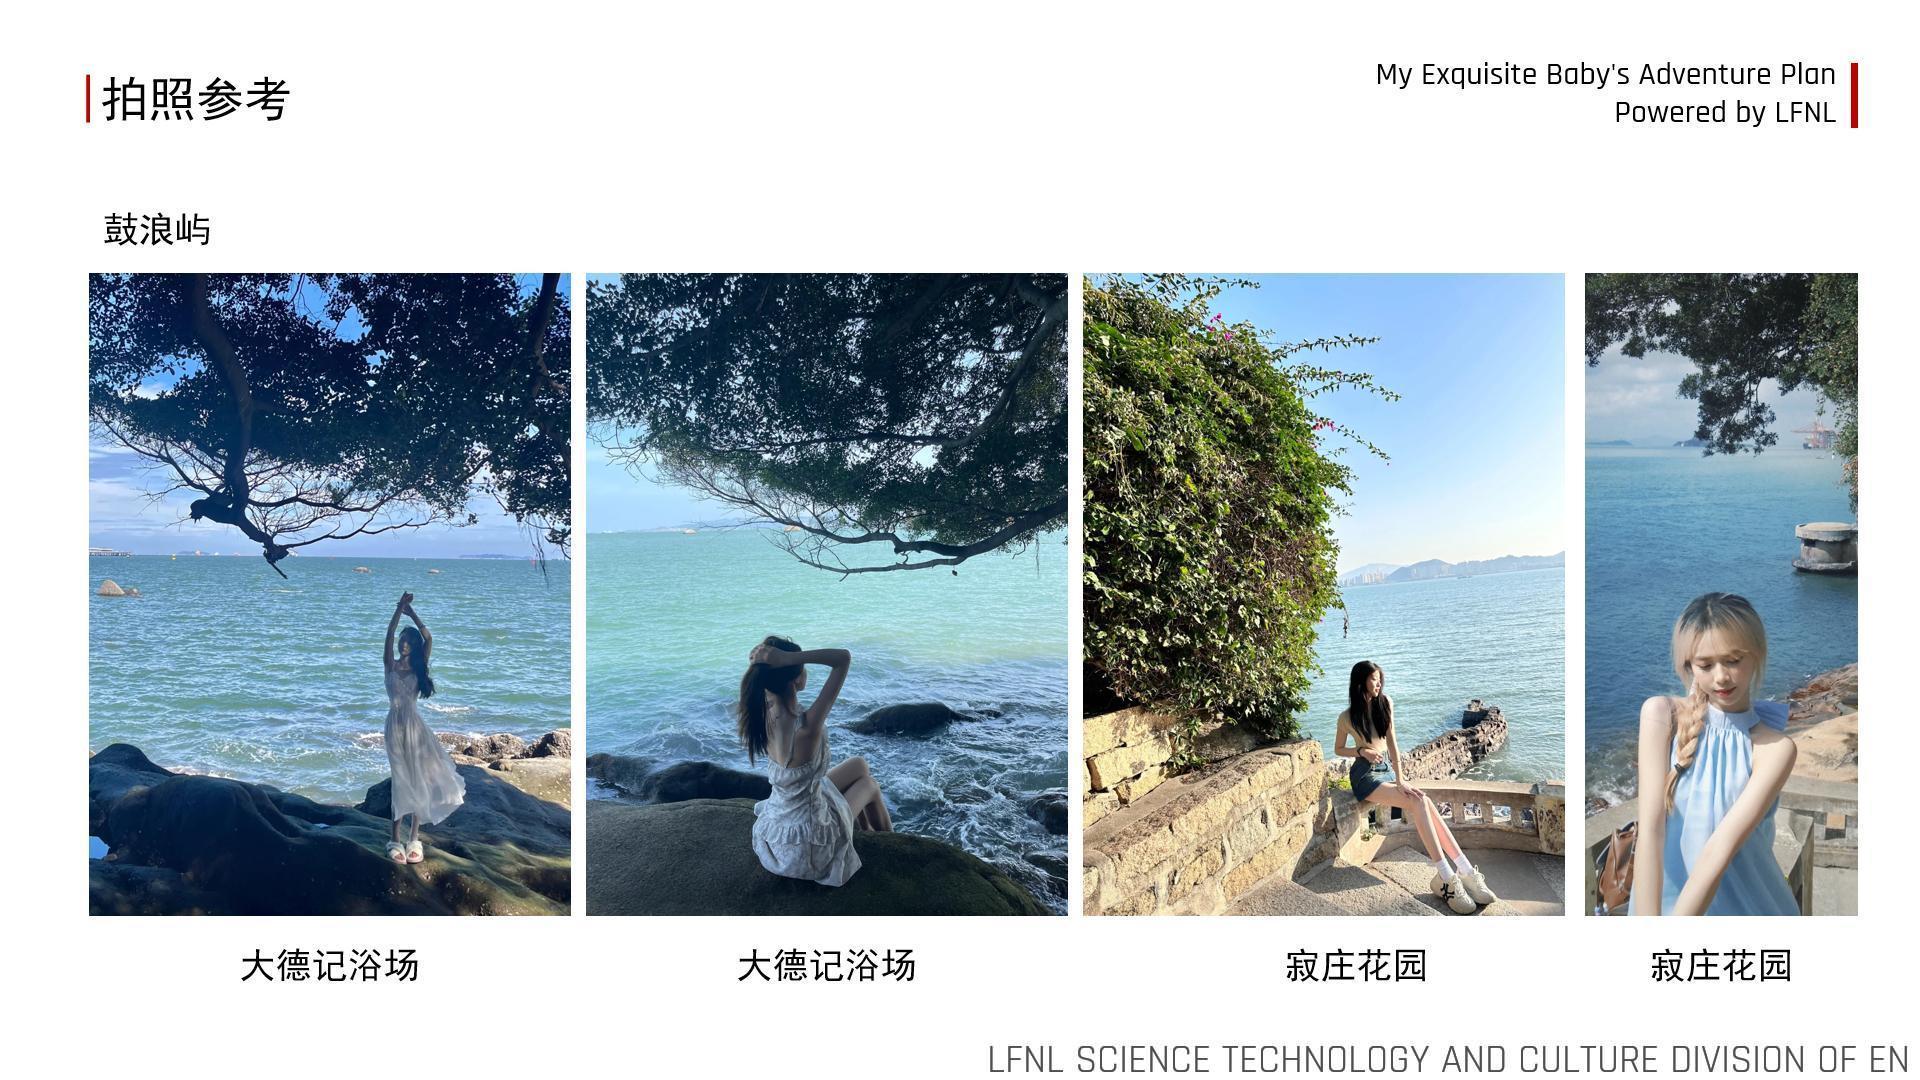 拍照参考
My Exquisite Baby's Adventure Plan
Powered by LFNL
鼓浪屿
大德记浴场
大德记浴场
寂庄花园
寂庄花园
LFNL SCIENCE TECHNOLOGY AND CULTURE DIVISION OF EN